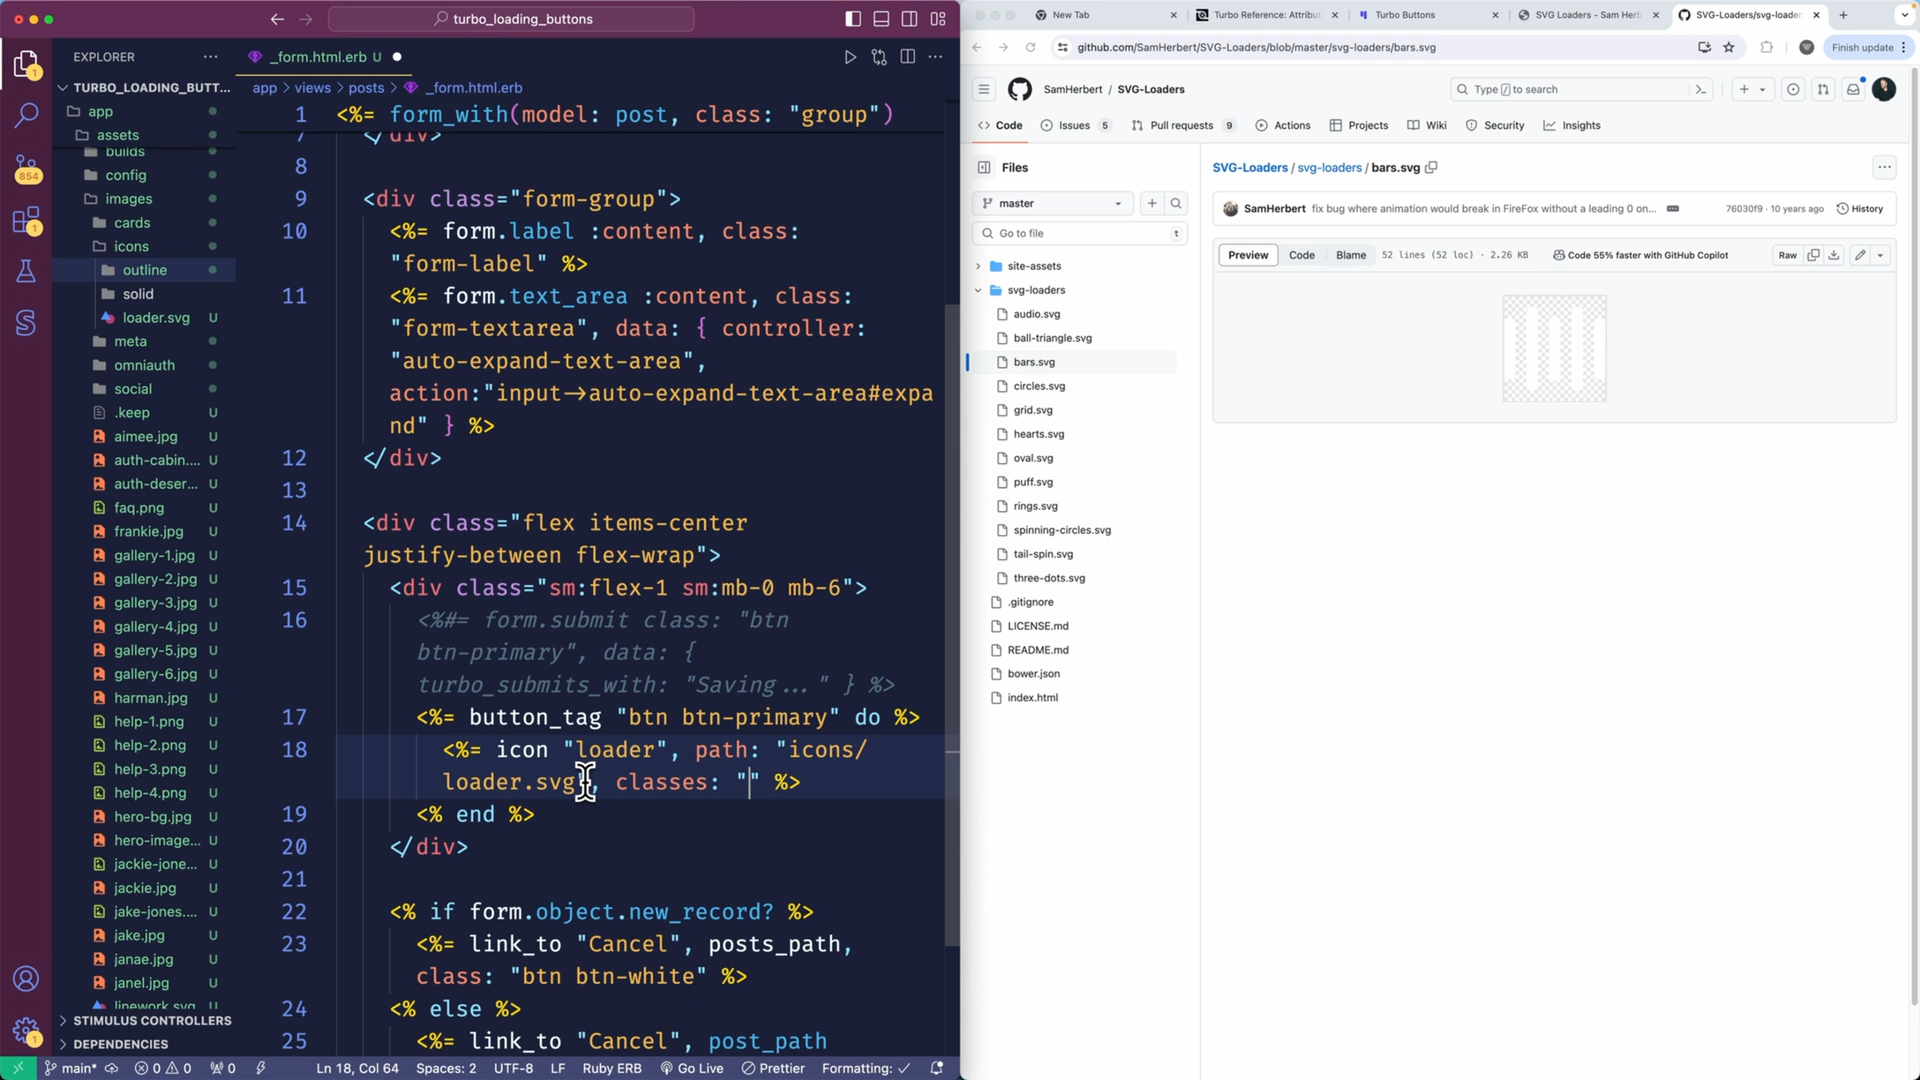 turbo_loading_buttons
EXPLORER
_form.html.erb U
TURBO_LOADING_BUTT...
app > views > posts > _form.html.erb
app
assets
builds
config
images
cards
icons
outline
solid
loader.svg U
meta
omniauth
social
.keep U
aimee.jpg U
auth-cabin.... U
auth-deser... U
faq.png U
frankie.jpg U
gallery-1.jpg U
gallery-2.jpg U
gallery-3.jpg U
gallery-4.jpg U
gallery-5.jpg U
gallery-6.jpg U
harman.jpg U
help-1.png U
help-2.png U
help-3.png U
help-4.png U
hero-bg.jpg U
hero-image... U
jackie-jone... U
jackie.jpg U
jake-jones.... U
jake.jpg U
janae.jpg U
janel.jpg U
linework.svg U
STIMULUS CONTROLLERS
DEPENDENCIES
1
854
1
1
1 <%= form_with(model: post, class: "group")
7 </div>
8
9 <div class="form-group">
10 <%= form.label :content, class:
"form-label" %>
11 <%= form.text_area :content, class:
"form-textarea", data: { controller:
"auto-expand-text-area",
action:"input->auto-expand-text-area#expa
nd" } %>
12 </div>
13
14 <div class="flex items-center
justify-between flex-wrap">
15 <div class="sm:flex-1 sm:mb-0 mb-6">
16 <%#= form.submit class: "btn
btn-primary", data: {
turbo_submits_with: "Saving..." } %>
17 <%= button_tag "btn btn-primary" do %>
18 <%= icon "loader", path: "icons/
loader.svg", classes: "" %>
19 <% end %>
20 </div>
21
22 <% if form.object.new_record? %>
23 <%= link_to "Cancel", posts_path,
class: "btn btn-white" %>
24 <% else %>
25 <%= link_to "Cancel", post_path
main* 0 0 0 Ln 18, Col 64 Spaces: 2 UTF-8 LF Ruby ERB Go Live Prettier Formatting: ✓
New Tab
Turbo Reference: Attribut
Turbo Buttons
SVG Loaders - Sam Herb
SVG-Loaders/svg-loader
github.com/SamHerbert/SVG-Loaders/blob/master/svg-loaders/bars.svg
Finish update
SamHerbert / SVG-Loaders
Type / to search
Code
Issues 5
Pull requests 9
Actions
Projects
Wiki
Security
Insights
Files
master
Go to file t
site-assets
svg-loaders
audio.svg
ball-triangle.svg
bars.svg
circles.svg
grid.svg
hearts.svg
oval.svg
puff.svg
rings.svg
spinning-circles.svg
tail-spin.svg
three-dots.svg
.gitignore
LICENSE.md
README.md
bower.json
index.html
SVG-Loaders / svg-loaders / bars.svg
SamHerbert fix bug where animation would break in FireFox without a leading 0 on... 76030f9 · 10 years ago History
Preview Code Blame 52 lines (52 loc) · 2.26 KB Code 55% faster with GitHub Copilot Raw